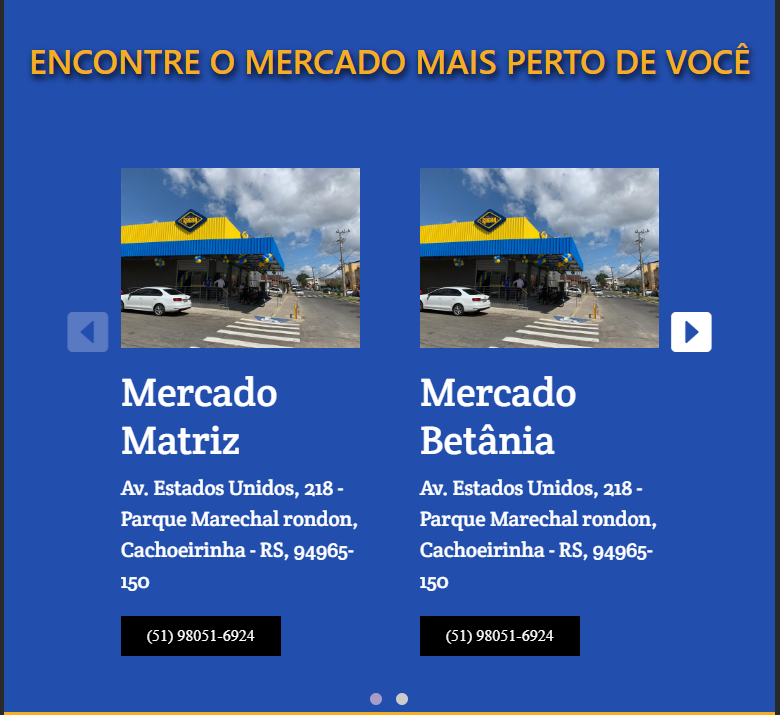 ENCONTRE O MERCADO MAIS PERTO DE VOCÊ
Mercado
Matriz
Av. Estados Unidos, 218 -
Parque Marechal rondon,
Cachoeirinha - RS, 94965-
150
(51) 98051-6924
Mercado
Betânia
Av. Estados Unidos, 218 -
Parque Marechal rondon,
Cachoeirinha - RS, 94965-
150
(51) 98051-6924